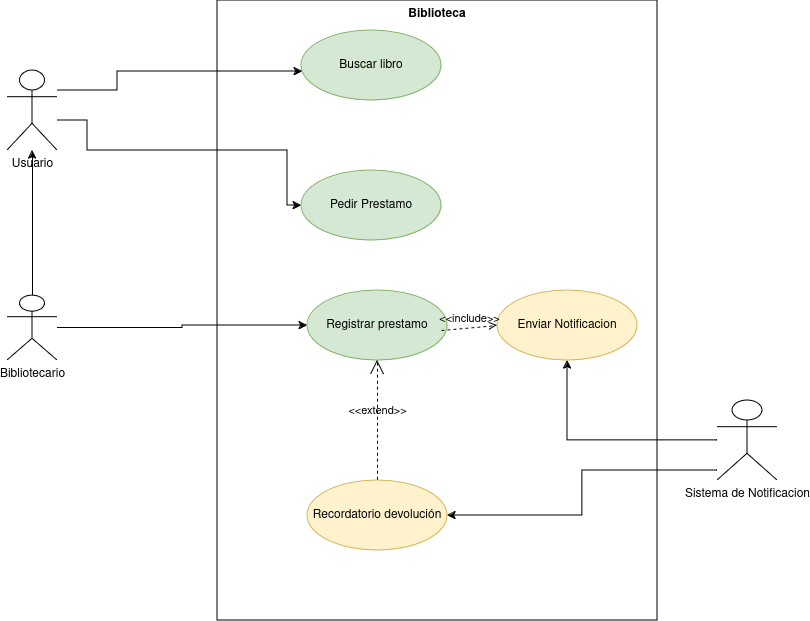 Biblioteca
Buscar libro
Usuario
Pedir Prestamo
Registrar prestamo
<<include>>
Enviar Notificacion
Bibliotecario
<<extend>>
Sistema de Notificacion
Recordatorio devolución